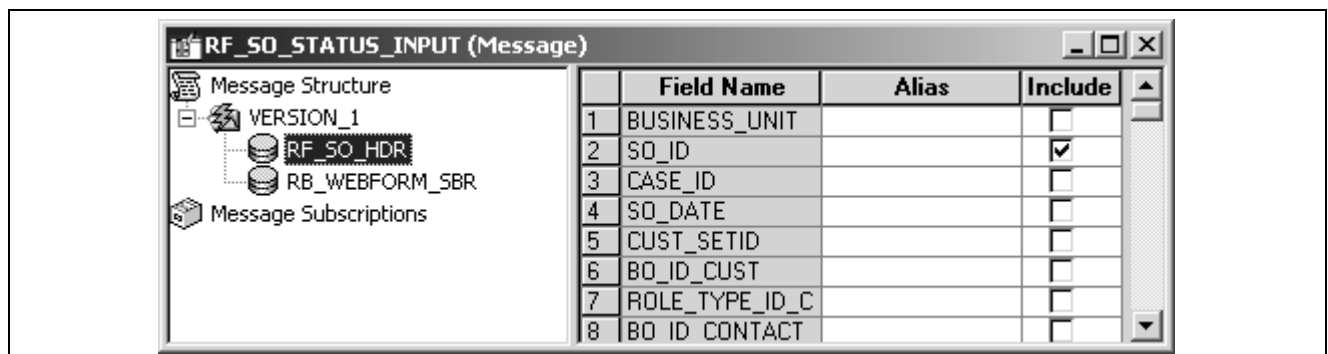 RF_SO_STATUS_INPUT (Message)
Message Structure
VERSION_1
RF_SO_HDR
RB_WEBFORM_SBR
Message Subscriptions
Field Name Alias Include
1 BUSINESS_UNIT
2 SO_ID
3 CASE_ID
4 SO_DATE
5 CUST_SETID
6 BO_ID_CUST
7 ROLE_TYPE_ID_C
8 BO_ID_CONTACT